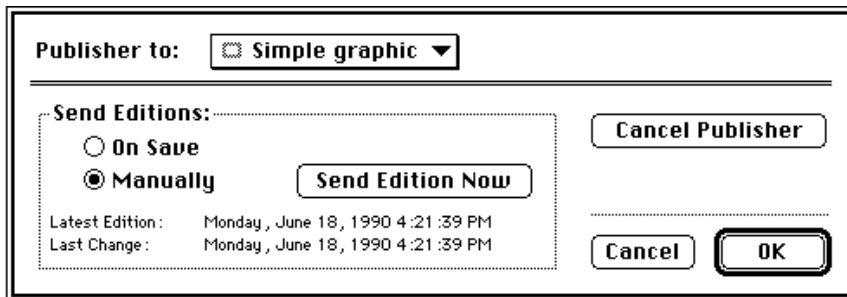 Publisher to: Simple graphic
Send Editions:
On Save
Cancel Publisher
Manually
Send Edition Now
Latest Edition: Monday, June 18, 1990 4:21:39 PM
Last Change: Monday, June 18, 1990 4:21:39 PM
Cancel
OK